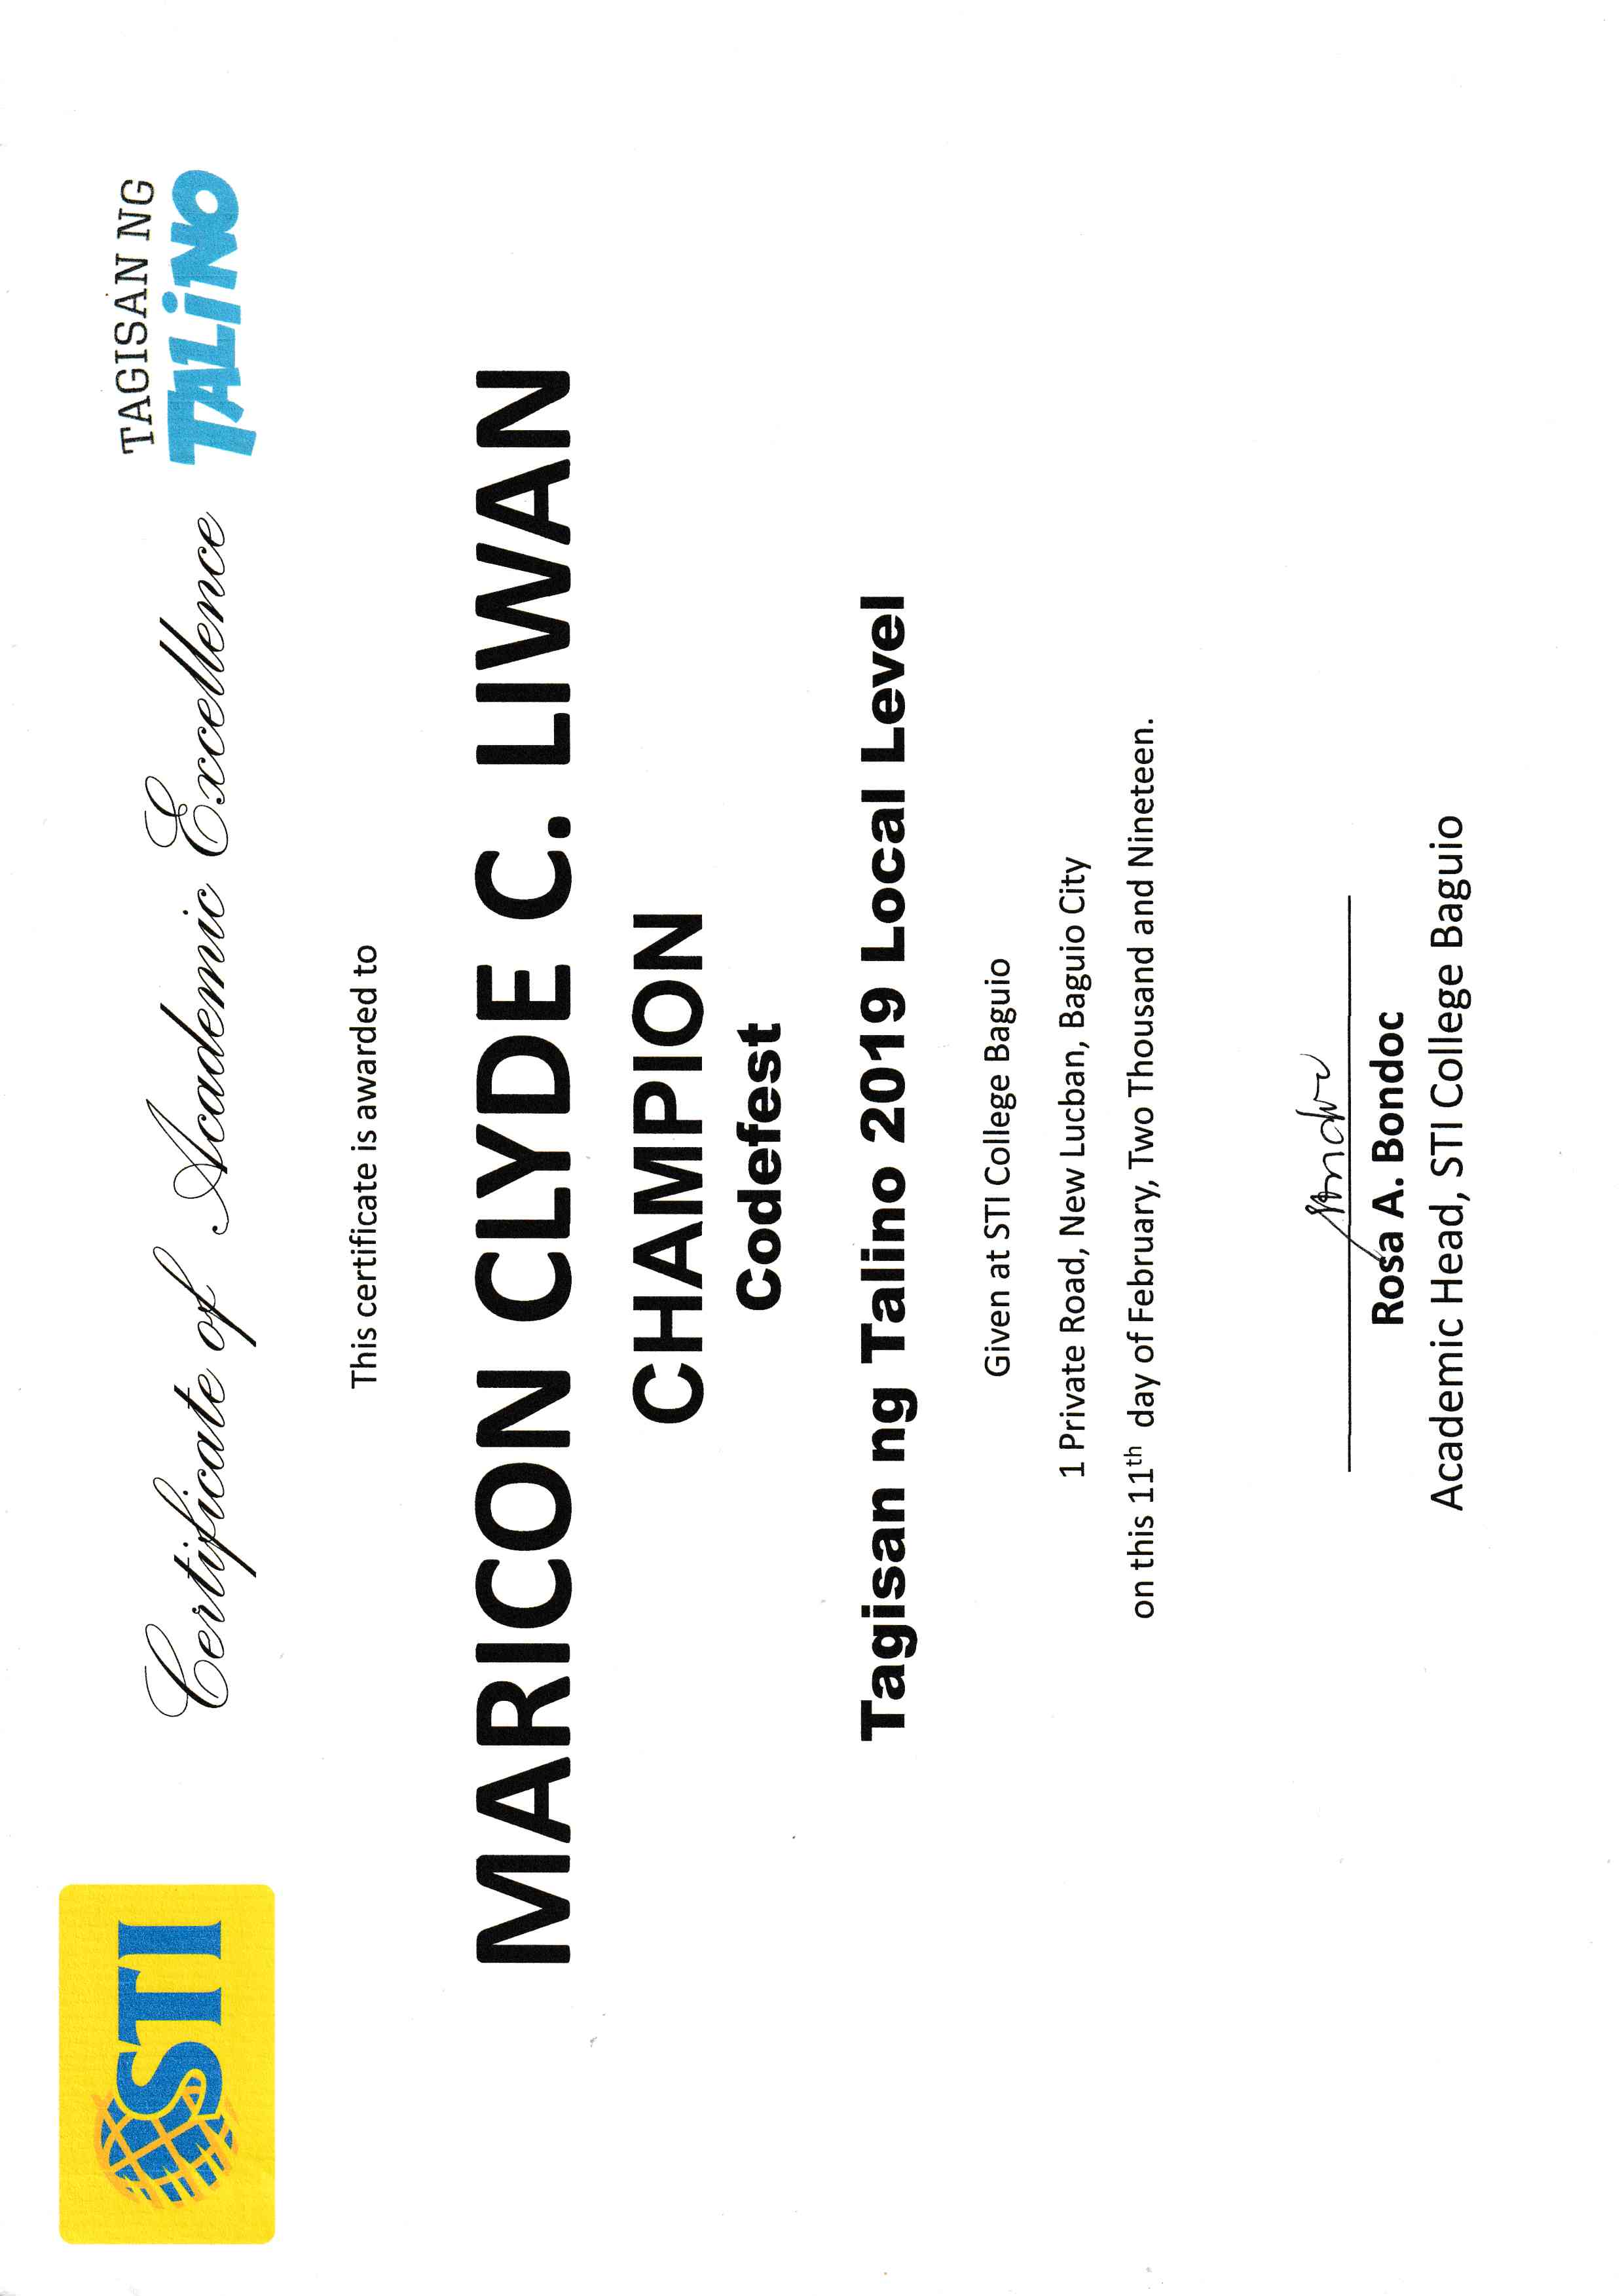 STI
Certificate of Academic Excellence
TAGISAN NG
TALiNO
This certificate is awarded to
MARICON CLYDE C. LIWAN
CHAMPION
Codefest
Tagisan ng Talino 2019 Local Level
Given at STI College Baguio
1 Private Road, New Lucban, Baguio City
on this 11th day of February, Two Thousand and Nineteen.
Rosa A. Bondoc
Academic Head, STI College Baguio